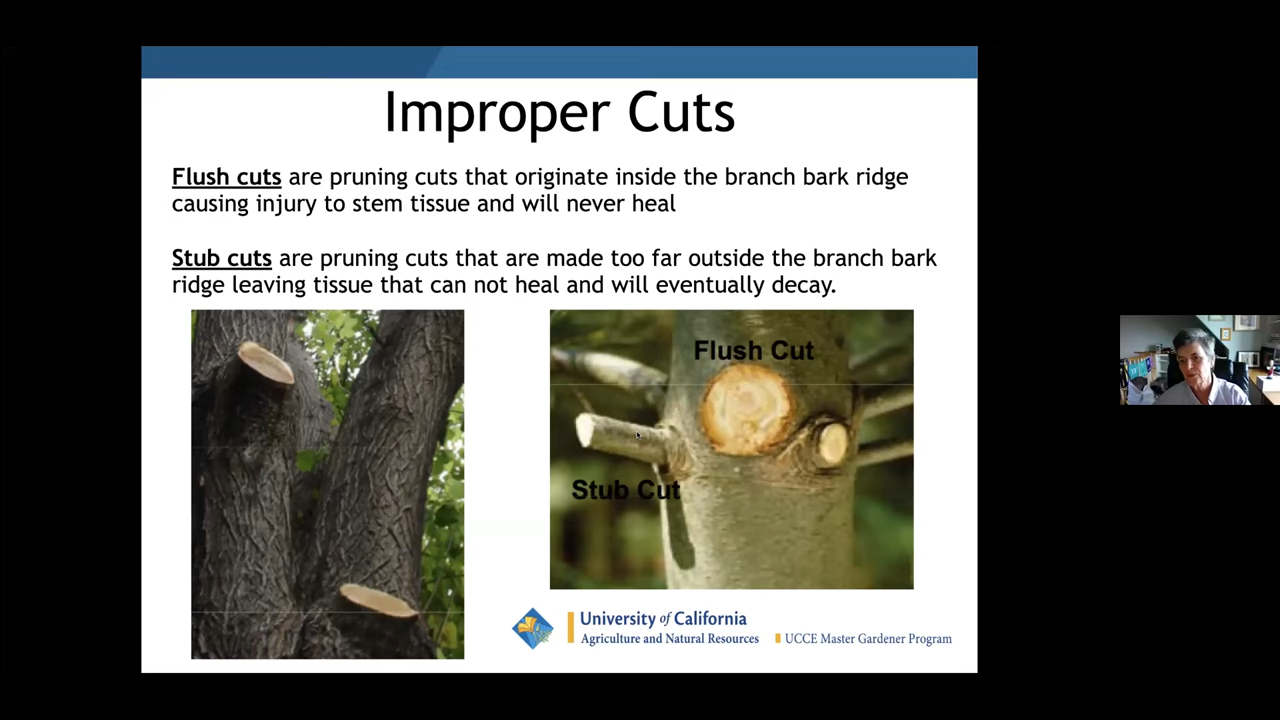 Improper Cuts
Flush cuts are pruning cuts that originate inside the branch bark ridge
causing injury to stem tissue and will never heal
Stub cuts are pruning cuts that are made too far outside the branch bark
ridge leaving tissue that can not heal and will eventually decay.
Flush Cut
Stub Cut
University of California
Agriculture and Natural Resources
UCCE Master Gardener Program